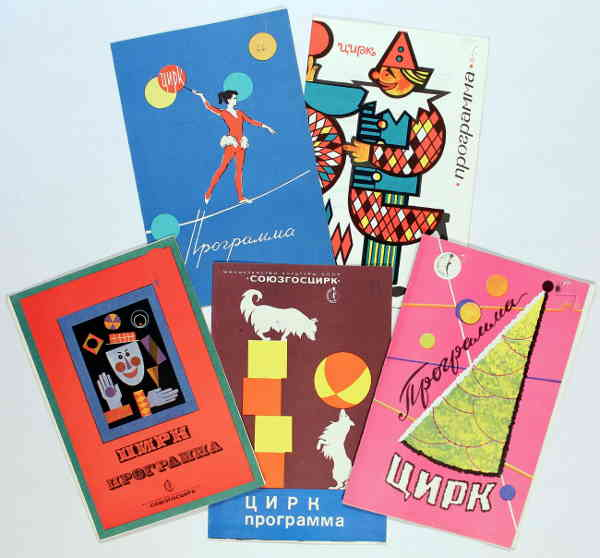 ЦИРК
Программа
цирк
программа
ЦИРК
ПРОГРАММА
СОЮЗГОСЦИРК
МИНИСТЕРСТВО КУЛЬТУРЫ СССР
·СОЮЗГОСЦИРК·
ЦИРК
программа
Программа
ЦИРК